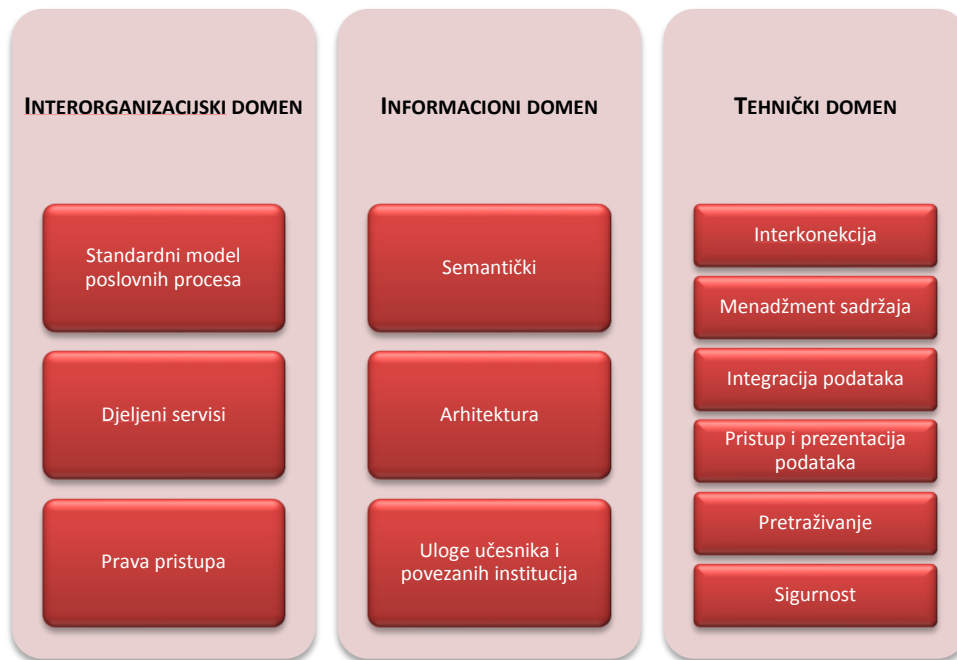 INTERORGANIZACIJSKI DOMEN
Standardni model
poslovnih procesa
Djeljeni servisi
Prava pristupa
INFORMACIONI DOMEN
Semantički
Arhitektura
Uloge učesnika i
povezanih institucija
TEHNIČKI DOMEN
Interkonekcija
Menadžment sadržaja
Integracija podataka
Pristup i prezentacija
podataka
Pretraživanje
Sigurnost